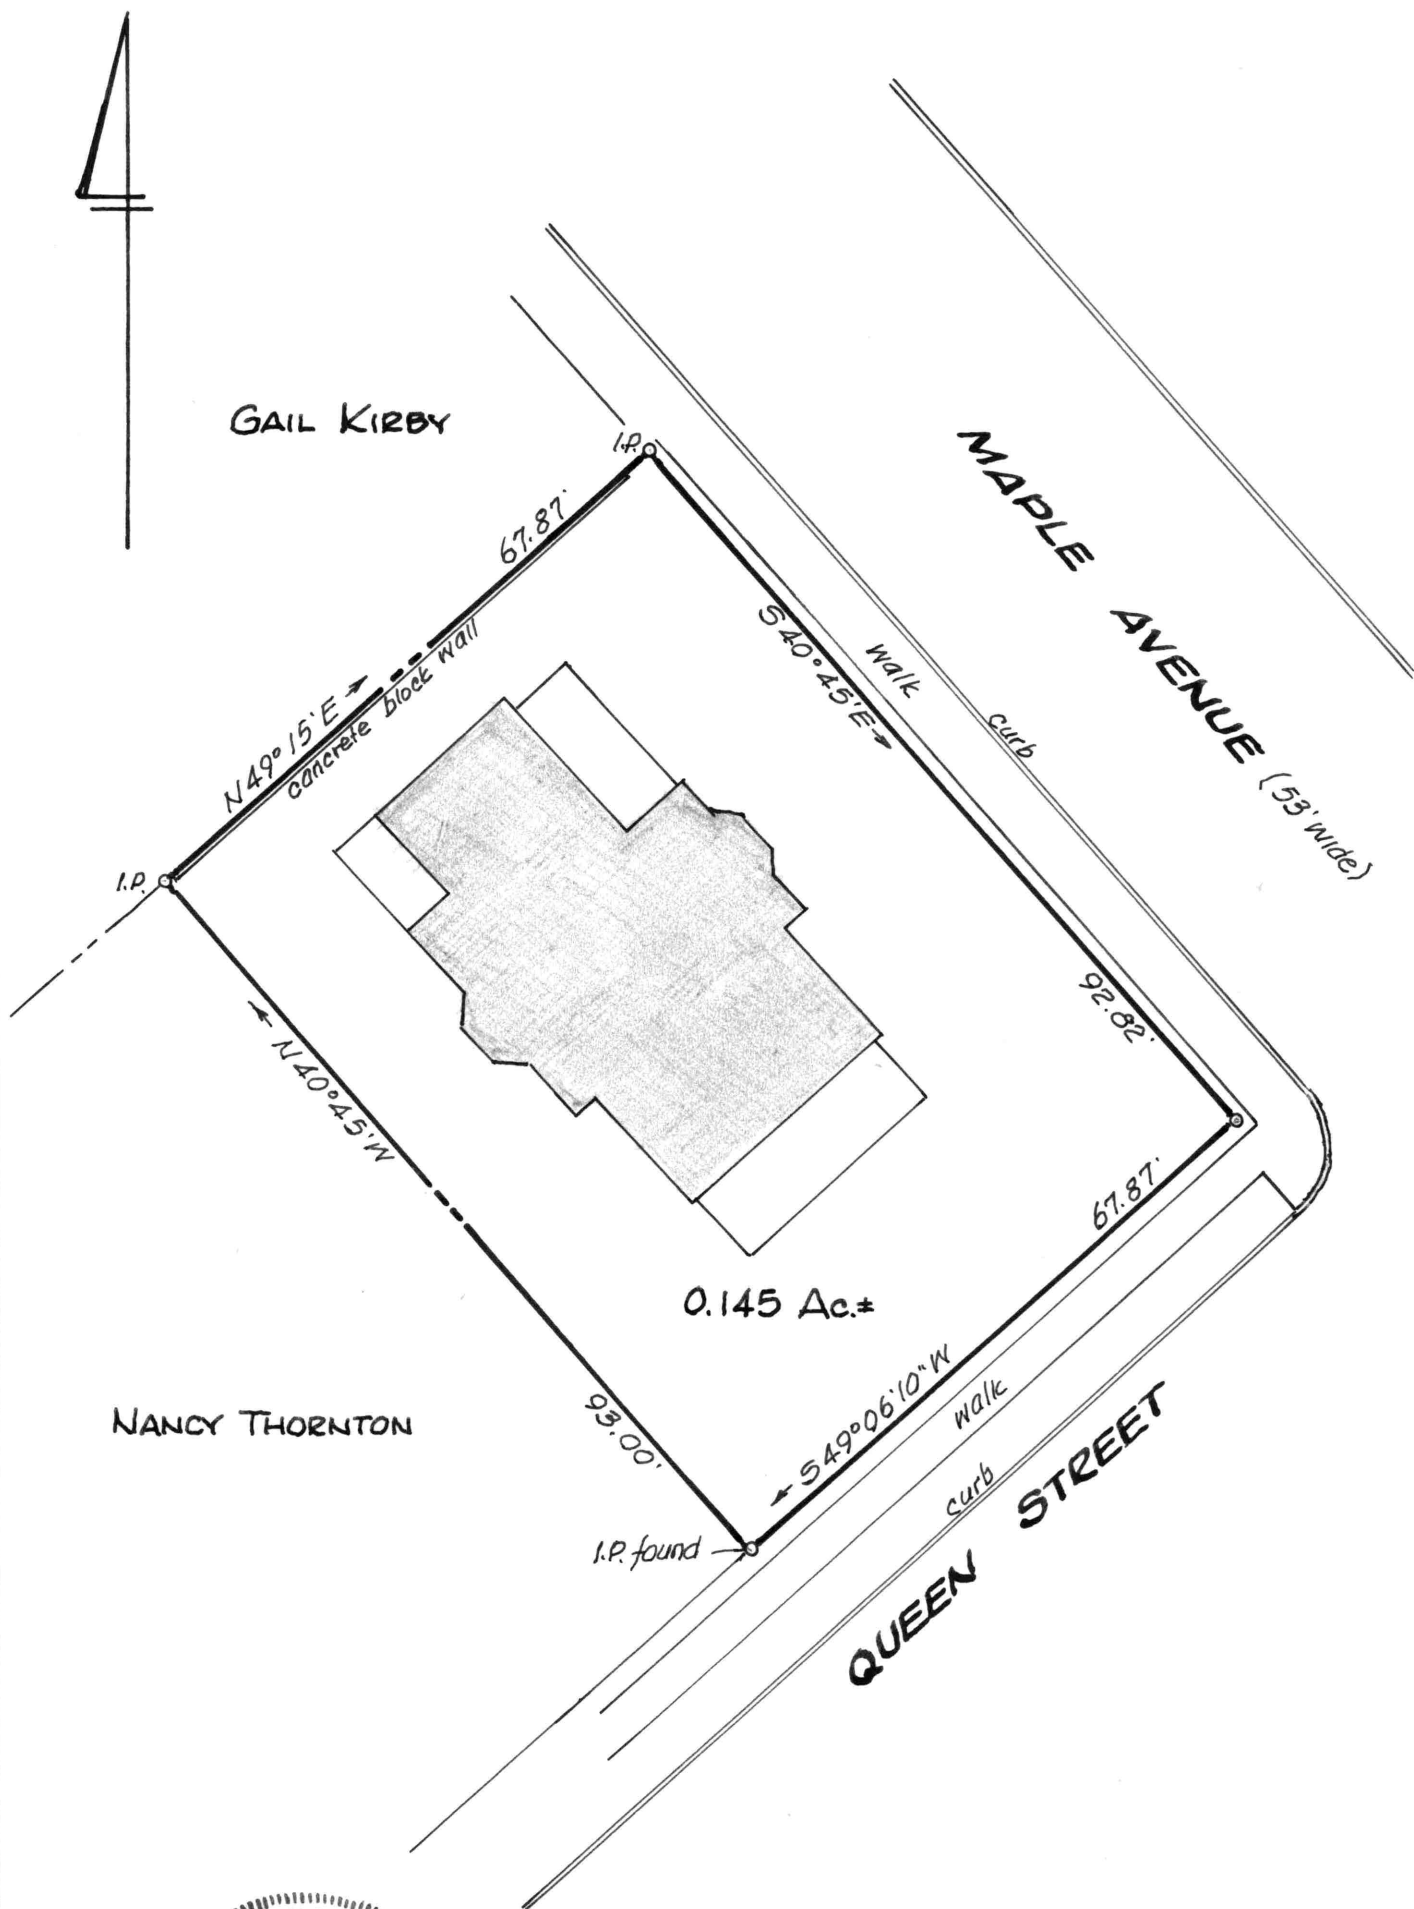 GAIL KIRBY
I.P.
67.87'
MAPLE AVENUE (53' wide)
S40°45'E
walk
N49°15'E
concrete block wall
curb
I.P.
92.82'
N40°45'W
67.87'
0.145 Ac.±
S49°06'10"W
walk
NANCY THORNTON
93.00'
curb
I.P. found
QUEEN STREET